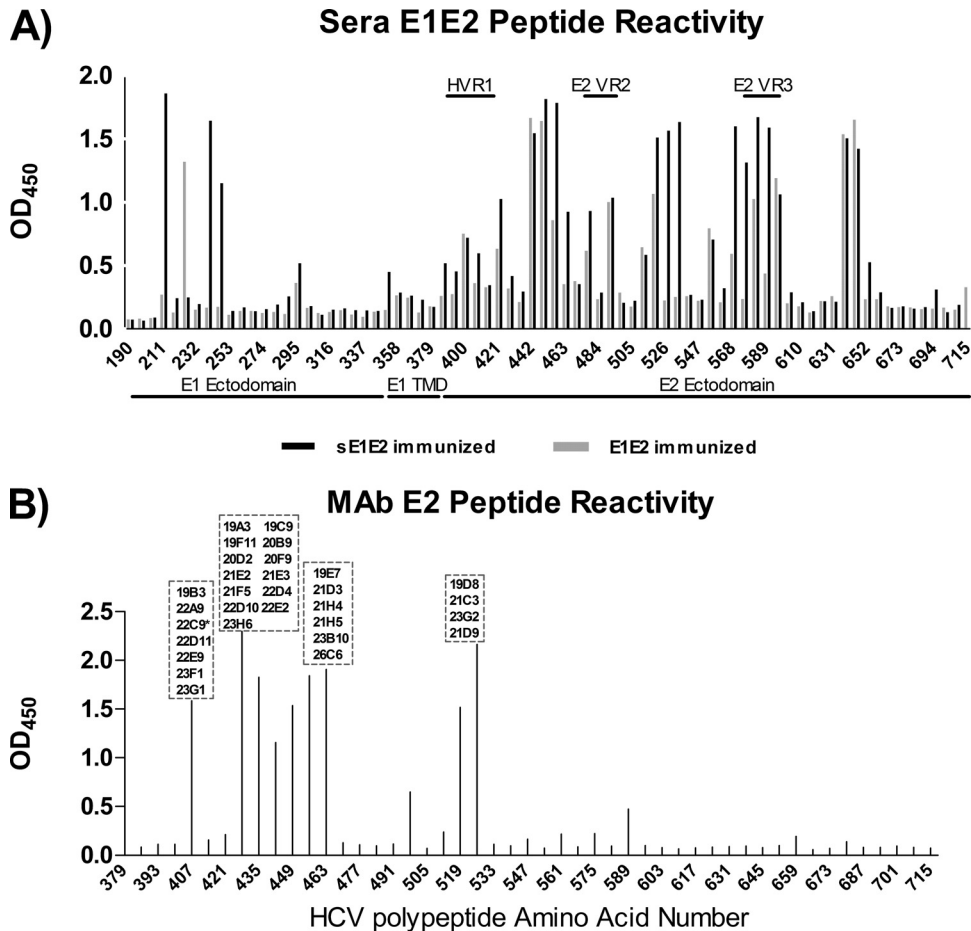 A)
Sera E1E2 Peptide Reactivity
HVR1
E2 VR2
E2 VR3
OD450
2.0
1.5
1.0
0.5
0.0
190 211 232 253 274 295 316 337 358 379 400 421 442 463 484 505 526 547 568 589 610 631 652 673 694 715
E1 Ectodomain
E1 TMD
E2 Ectodomain
sE1E2 immunized
E1E2 immunized
B)
MAb E2 Peptide Reactivity
19B3
22A9
22C9*
22D11
22E9
23F1
23G1
19A3 19C9
19F11 20B9
20D2 20F9
21E2 21E3
21F5 22D4
22D10 22E2
23H6
19E7
21D3
21H4
21H5
23B10
26C6
19D8
21C3
23G2
21D9
OD450
2.5
2.0
1.5
1.0
0.5
0.0
379 393 407 421 435 449 463 477 491 505 519 533 547 561 575 589 603 617 631 645 659 673 687 701 715
HCV polypeptide Amino Acid Number